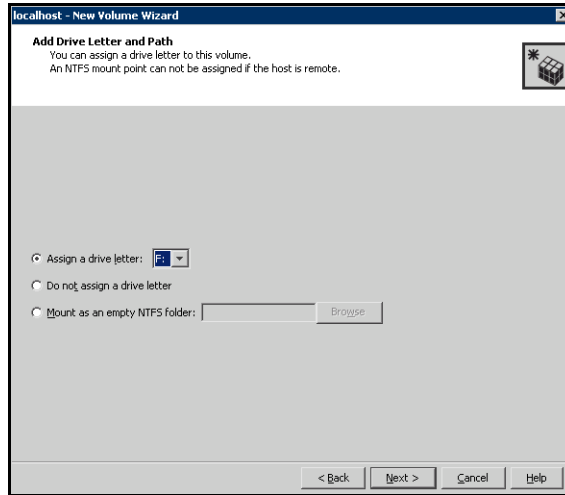 localhost - New Volume Wizard
Add Drive Letter and Path
You can assign a drive letter to this volume.
An NTFS mount point can not be assigned if the host is remote.
Assign a drive letter: F:
Do not assign a drive letter
Mount as an empty NTFS folder: Browse
< Back Next > Cancel Help